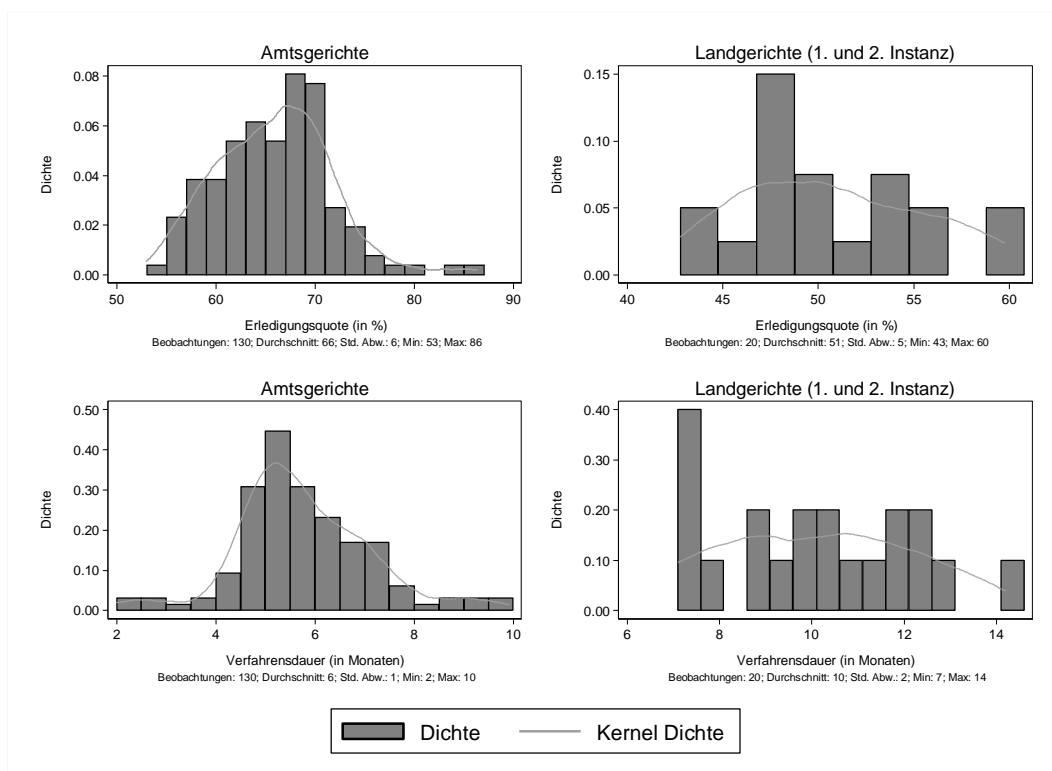 Amtsgerichte
Dichte
0.08
0.06
0.04
0.02
0.00
50 60 70 80 90
Erledigungsquote (in %)
Beobachtungen: 130; Durchschnitt: 66; Std. Abw.: 6; Min: 53; Max: 86
Landgerichte (1. und 2. Instanz)
Dichte
0.15
0.10
0.05
0.00
40 45 50 55 60
Erledigungsquote (in %)
Beobachtungen: 20; Durchschnitt: 51; Std. Abw.: 5; Min: 43; Max: 60
Amtsgerichte
Dichte
0.50
0.40
0.30
0.20
0.10
0.00
2 4 6 8 10
Verfahrensdauer (in Monaten)
Beobachtungen: 130; Durchschnitt: 6; Std. Abw.: 1; Min: 2; Max: 10
Landgerichte (1. und 2. Instanz)
Dichte
0.40
0.30
0.20
0.10
0.00
6 8 10 12 14
Verfahrensdauer (in Monaten)
Beobachtungen: 20; Durchschnitt: 10; Std. Abw.: 2; Min: 7; Max: 14
Dichte Kernel Dichte